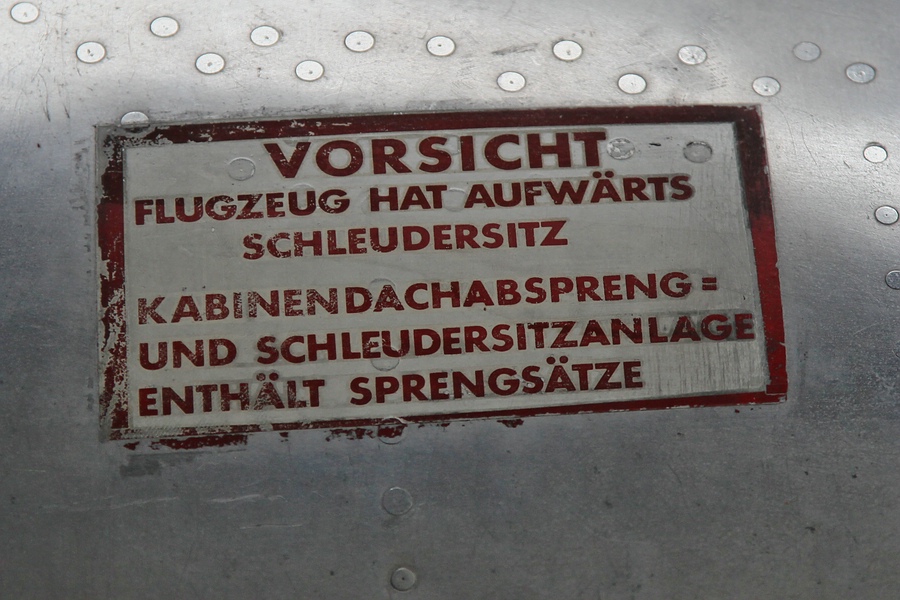 VORSICHT
FLUGZEUG HAT AUFWÄRTS
SCHLEUDERSITZ
KABINENDACHABSPRENG=
UND SCHLEUDERSITZANLAGE
ENTHÄLT SPRENGSÄTZE